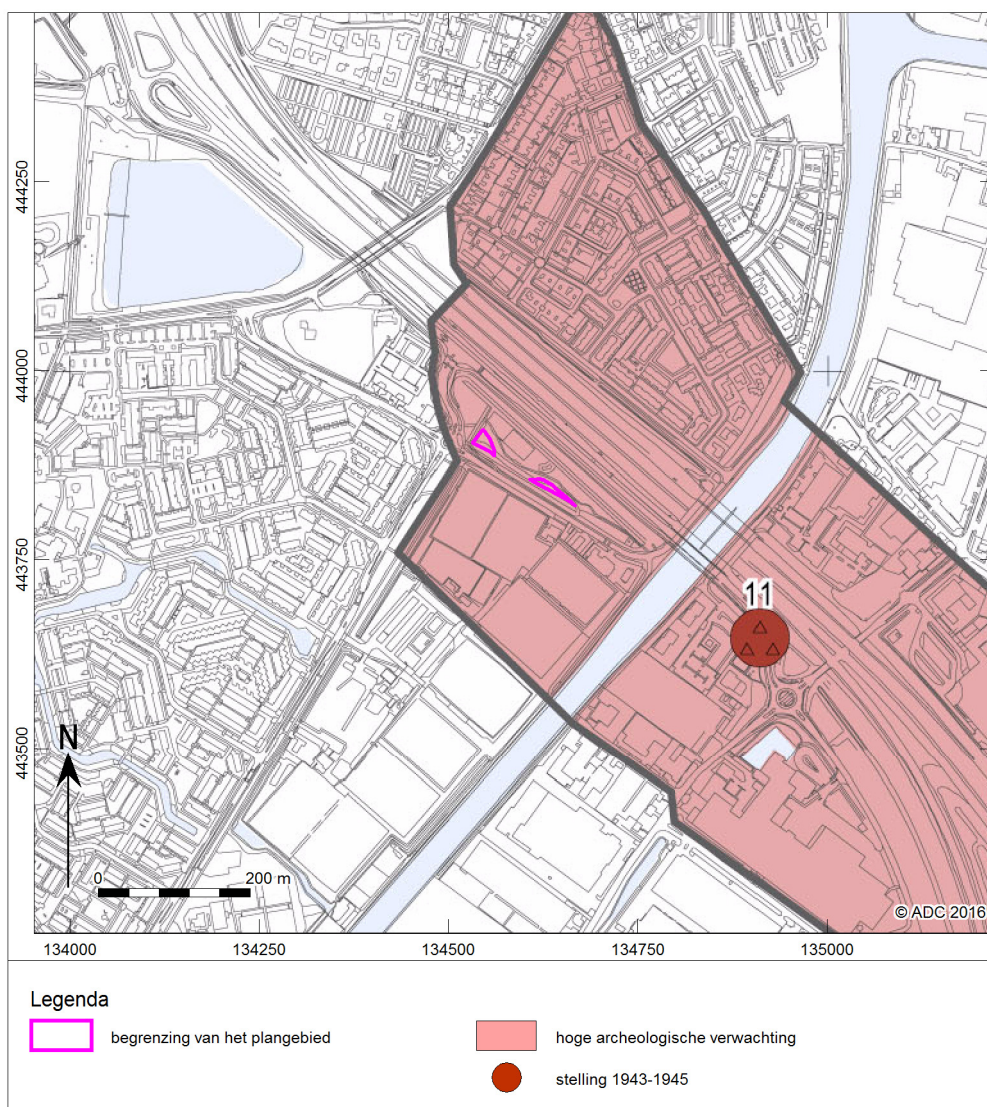 444250
444000
443750
443500
11
N
0 200 m
© ADC 2016
134000 134250 134500 134750 135000
Legenda
begrenzing van het plangebied
hoge archeologische verwachting
stelling 1943-1945